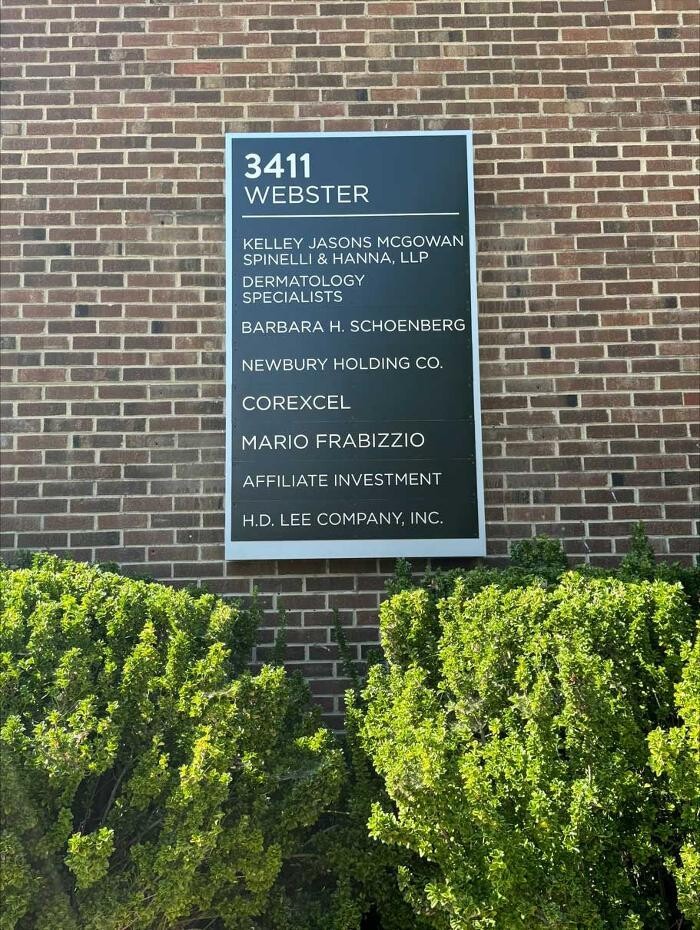 3411
WEBSTER
KELLEY JASONS MCGOWAN
SPINELLI & HANNA, LLP
DERMATOLOGY
SPECIALISTS
BARBARA H. SCHOENBERG
NEWBURY HOLDING CO.
COREXCEL
MARIO FRABIZZIO
AFFILIATE INVESTMENT
H.D. LEE COMPANY, INC.